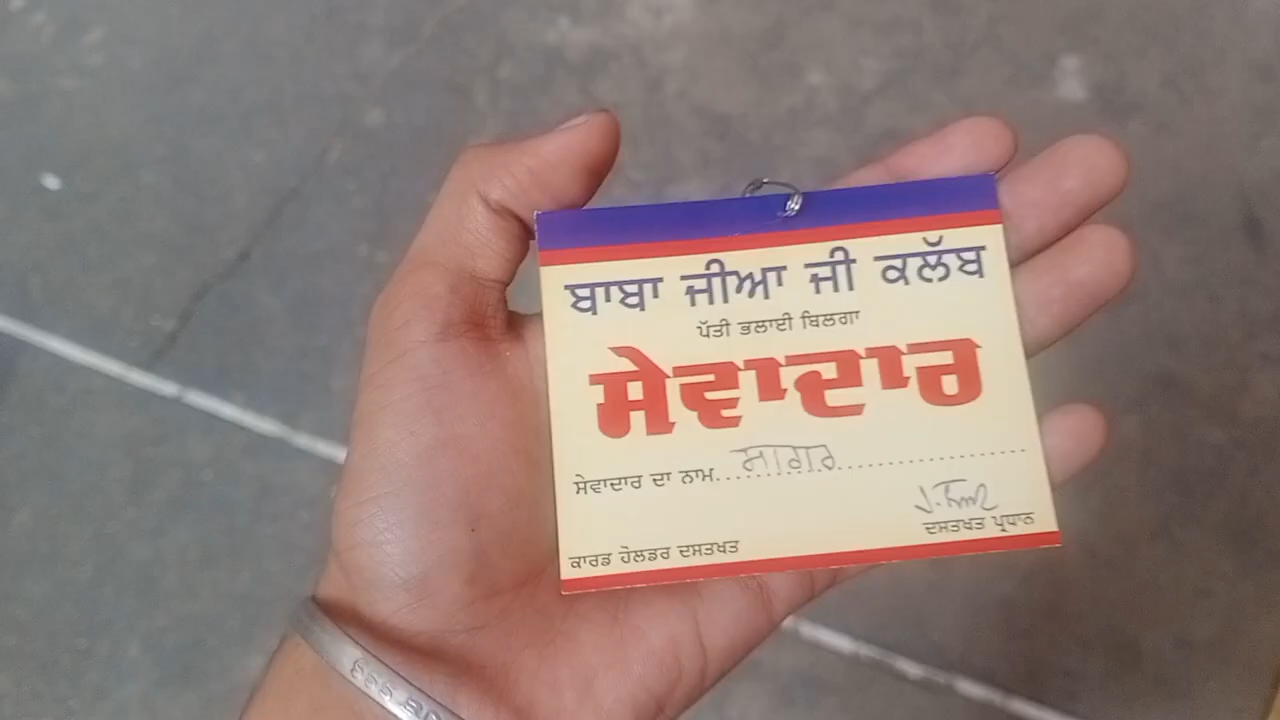 ਬਾਬਾ ਜੀਆ ਜੀ ਕਲੱਬ
ਪੱਤੀ ਭਲਾਈ ਬਿਲਗਾ
ਸੇਵਾਦਾਰ
ਸੇਵਾਦਾਰ ਦਾ ਨਾਮ..ਸਾਗਰ..............................
ਦਸਤਖਤ ਪ੍ਰਧਾਨ
ਕਾਰਡ ਹੋਲਡਰ ਦਸਤਖਤ